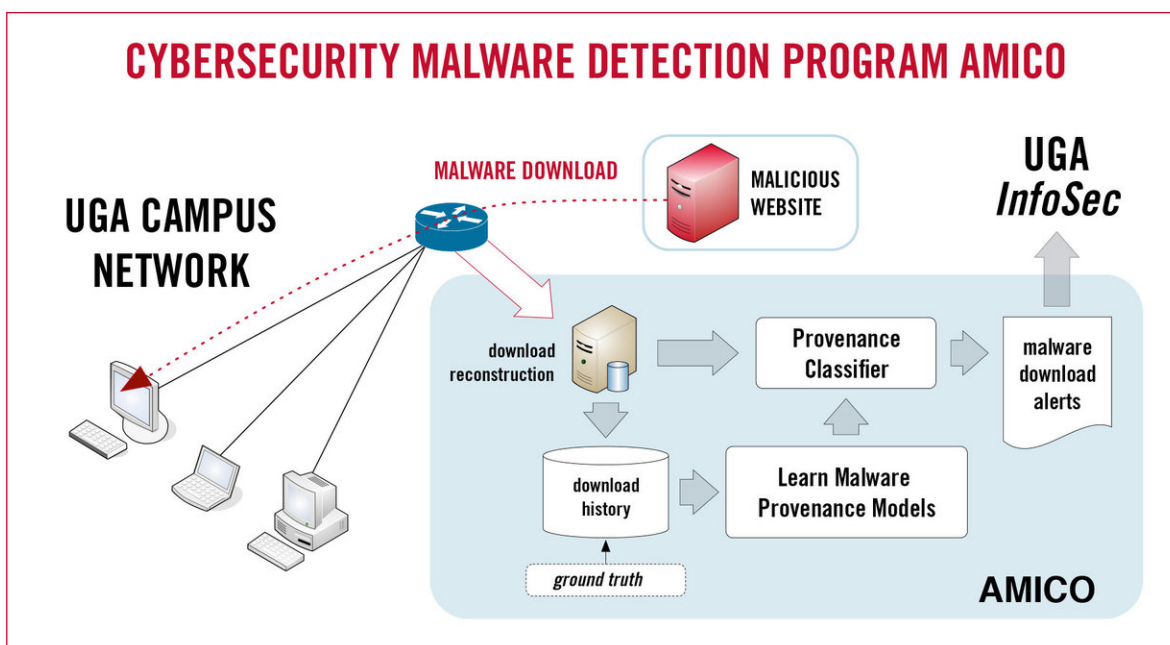 CYBERSECURITY MALWARE DETECTION PROGRAM AMICO
MALWARE DOWNLOAD
MALICIOUS
WEBSITE
UGA
InfoSec
UGA CAMPUS
NETWORK
download
reconstruction
Provenance
Classifier
malware
download
alerts
download
history
Learn Malware
Provenance Models
ground truth
AMICO